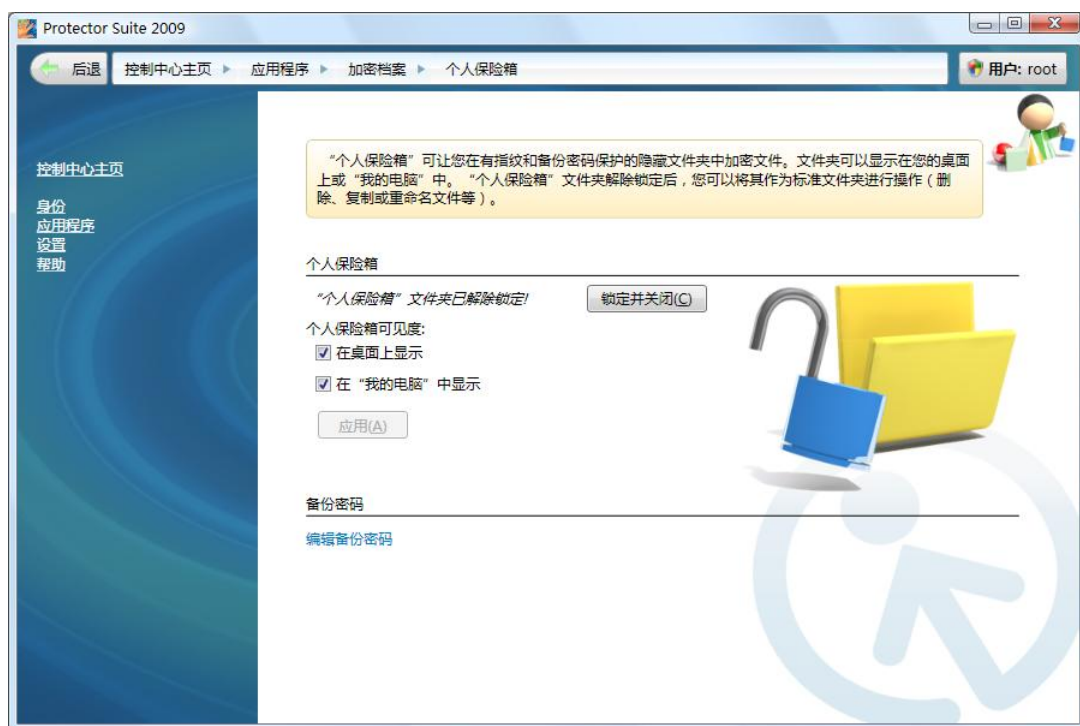 Protector Suite 2009
后退 控制中心主页 应用程序 加密档案 个人保险箱 用户: root
控制中心主页
身份
应用程序
设置
帮助
“个人保险箱”可让您在有指纹和备份密码保护的隐藏文件夹中加密文件。文件夹可以显示在您的桌面
上或“我的电脑”中。“个人保险箱”文件夹解除锁定后，您可以将其作为标准文件夹进行操作（删
除、复制或重命名文件等）。
个人保险箱
“个人保险箱”文件夹已解除锁定! 锁定并关闭(C)
个人保险箱可见度:
在桌面上显示
在“我的电脑”中显示
应用(A)
备份密码
编辑备份密码